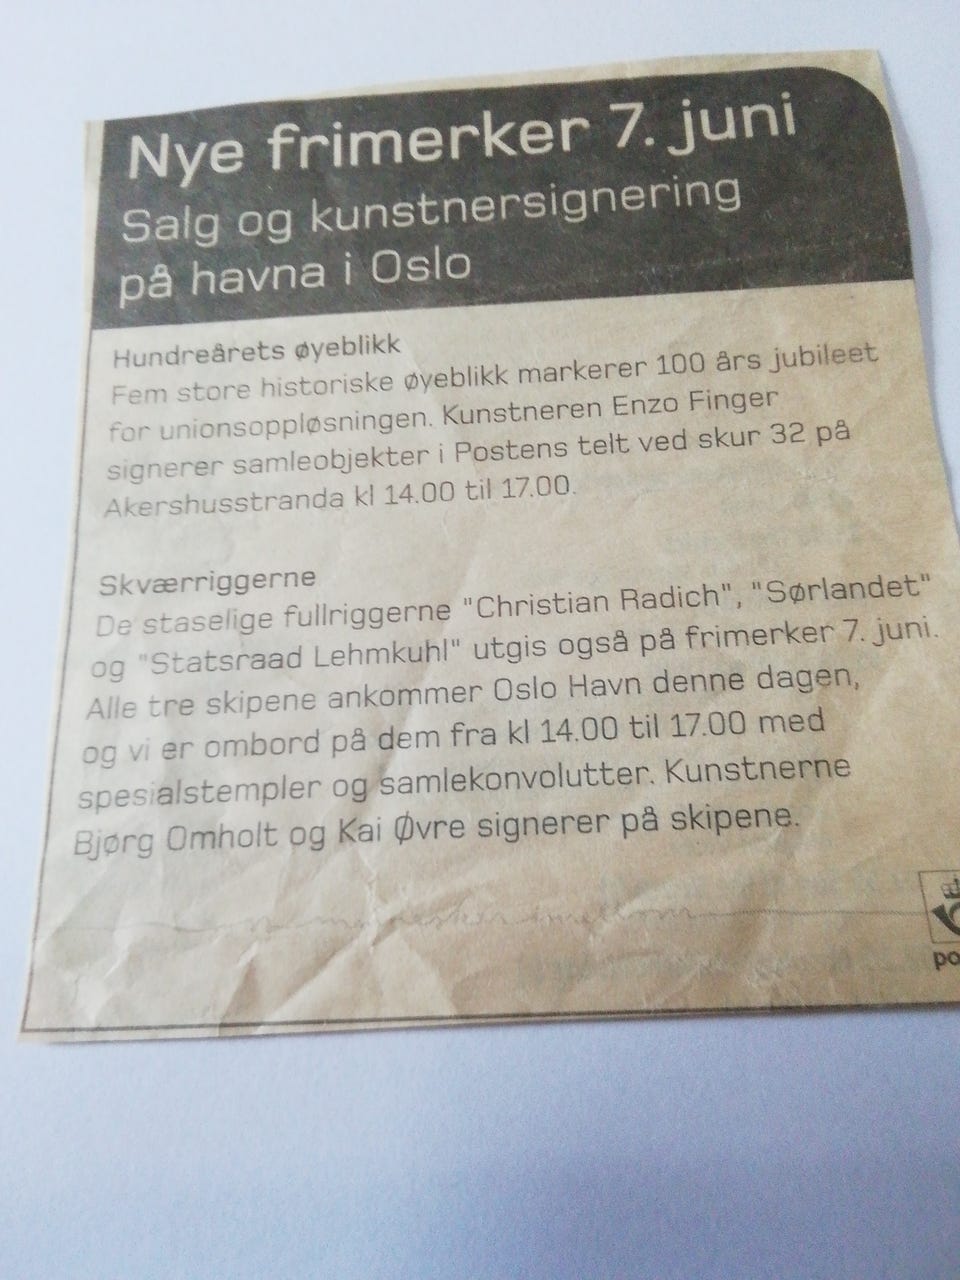 Nye frimerker 7. juni
Salg og kunstnersignering
på havna i Oslo
Hundreårets øyeblikk
Fem store historiske øyeblikk markerer 100 års jubileet
for unionsoppløsningen. Kunstneren Enzo Finger
signerer samleobjekter i Postens telt ved skur 32 på
Akershusstranda kl 14.00 til 17.00.
Skværriggerne
De staselige fullriggerne "Christian Radich", "Sørlandet"
og "Statsraad Lehmkuhl" utgis også på frimerker 7. juni.
Alle tre skipene ankommer Oslo Havn denne dagen,
og vi er ombord på dem fra kl 14.00 til 17.00 med
spesialstempler og samlekonvolutter. Kunstnerne
Bjørg Omholt og Kai Øvre signerer på skipene.
mennesker imellom
po